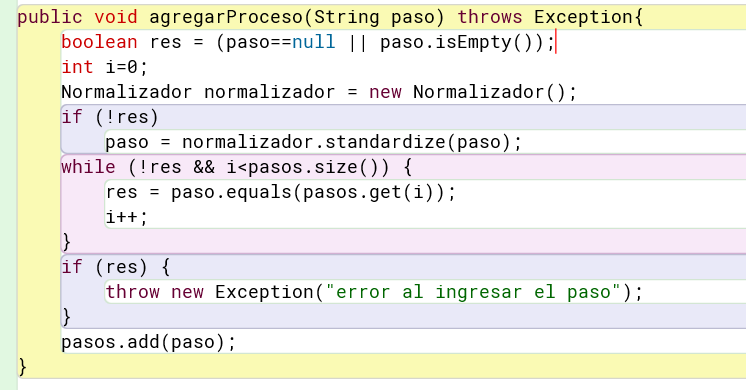 public void agregarProceso(String paso) throws Exception{
    boolean res = (paso==null || paso.isEmpty());
    int i=0;
    Normalizador normalizador = new Normalizador();
    if (!res)
        paso = normalizador.standardize(paso);
    while (!res && i<pasos.size()) {
        res = paso.equals(pasos.get(i));
        i++;
    }
    if (res) {
        throw new Exception("error al ingresar el paso");
    }
    pasos.add(paso);
}